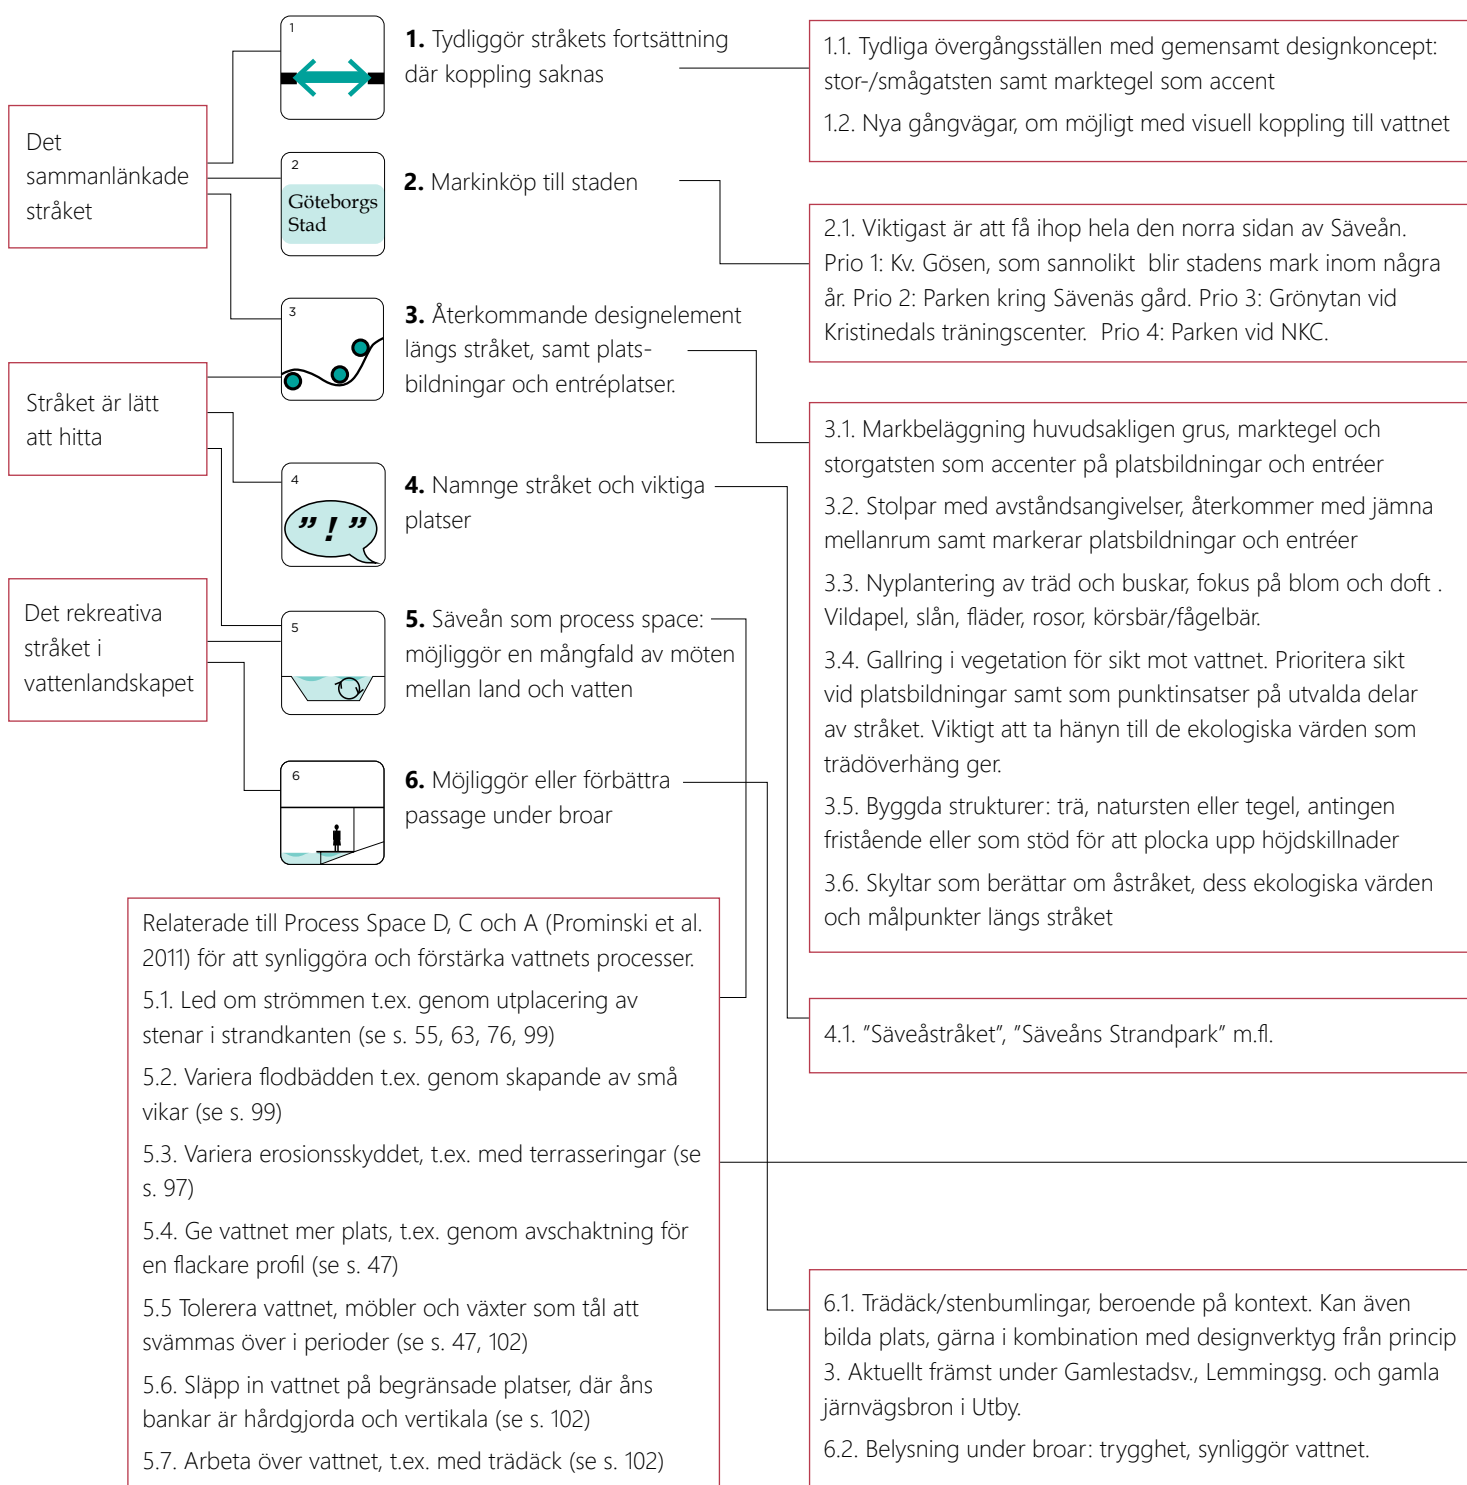 Det
sammanlänkade
stråket
Stråket är lätt
att hitta
Det rekreativa
stråket i
vattenlandskapet
1
1. Tydliggör stråkets fortsättning
där koppling saknas
2
Göteborgs
Stad
2. Markinköp till staden
3
3. Återkommande designelement
längs stråket, samt plats-
bildningar och entréplatser.
4
” ! ”
4. Namnge stråket och viktiga
platser
5
5. Säveån som process space:
möjliggör en mångfald av möten
mellan land och vatten
6
6. Möjliggör eller förbättra
passage under broar
1.1. Tydliga övergångsställen med gemensamt designkoncept:
stor-/smågatsten samt marktegel som accent
1.2. Nya gångvägar, om möjligt med visuell koppling till vattnet
2.1. Viktigast är att få ihop hela den norra sidan av Säveån.
Prio 1: Kv. Gösen, som sannolikt  blir stadens mark inom några
år. Prio 2: Parken kring Sävenäs gård. Prio 3: Grönytan vid
Kristinedals träningscenter.  Prio 4: Parken vid NKC.
3.1. Markbeläggning huvudsakligen grus, marktegel och
storgatsten som accenter på platsbildningar och entréer
3.2. Stolpar med avståndsangivelser, återkommer med jämna
mellanrum samt markerar platsbildningar och entréer
3.3. Nyplantering av träd och buskar, fokus på blom och doft .
Vildapel, slån, fläder, rosor, körsbär/fågelbär.
3.4. Gallring i vegetation för sikt mot vattnet. Prioritera sikt
vid platsbildningar samt som punktinsatser på utvalda delar
av stråket. Viktigt att ta hänyn till de ekologiska värden som
trädöverhäng ger.
3.5. Byggda strukturer: trä, natursten eller tegel, antingen
fristående eller som stöd för att plocka upp höjdskillnader
3.6. Skyltar som berättar om åstråket, dess ekologiska värden
och målpunkter längs stråket
4.1. ”Säveåstråket”, ”Säveåns Strandpark” m.fl.
Relaterade till Process Space D, C och A (Prominski et al.
2011) för att synliggöra och förstärka vattnets processer.
5.1. Led om strömmen t.ex. genom utplacering av
stenar i strandkanten (se s. 55, 63, 76, 99)
5.2. Variera flodbädden t.ex. genom skapande av små
vikar (se s. 99)
5.3. Variera erosionsskyddet, t.ex. med terrasseringar (se
s. 97)
5.4. Ge vattnet mer plats, t.ex. genom avschaktning för
en flackare profil (se s. 47)
5.5 Tolerera vattnet, möbler och växter som tål att
svämmas över i perioder (se s. 47, 102)
5.6. Släpp in vattnet på begränsade platser, där åns
bankar är hårdgjorda och vertikala (se s. 102)
5.7. Arbeta över vattnet, t.ex. med trädäck (se s. 102)
6.1. Trädäck/stenbumlingar, beroende på kontext. Kan även
bilda plats, gärna i kombination med designverktyg från princip
3. Aktuellt främst under Gamlestadsv., Lemmingsg. och gamla
järnvägsbron i Utby.
6.2. Belysning under broar: trygghet, synliggör vattnet.